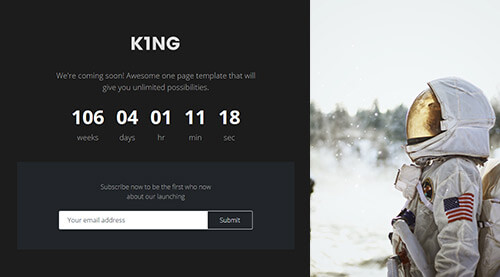 K1NG
We're coming soon! Awesome one page template that will
give you unlimited possibilities.
106 04 01 11 18
weeks days hr min sec
Subscribe now to be the first who now
about our launching
Your email address Submit